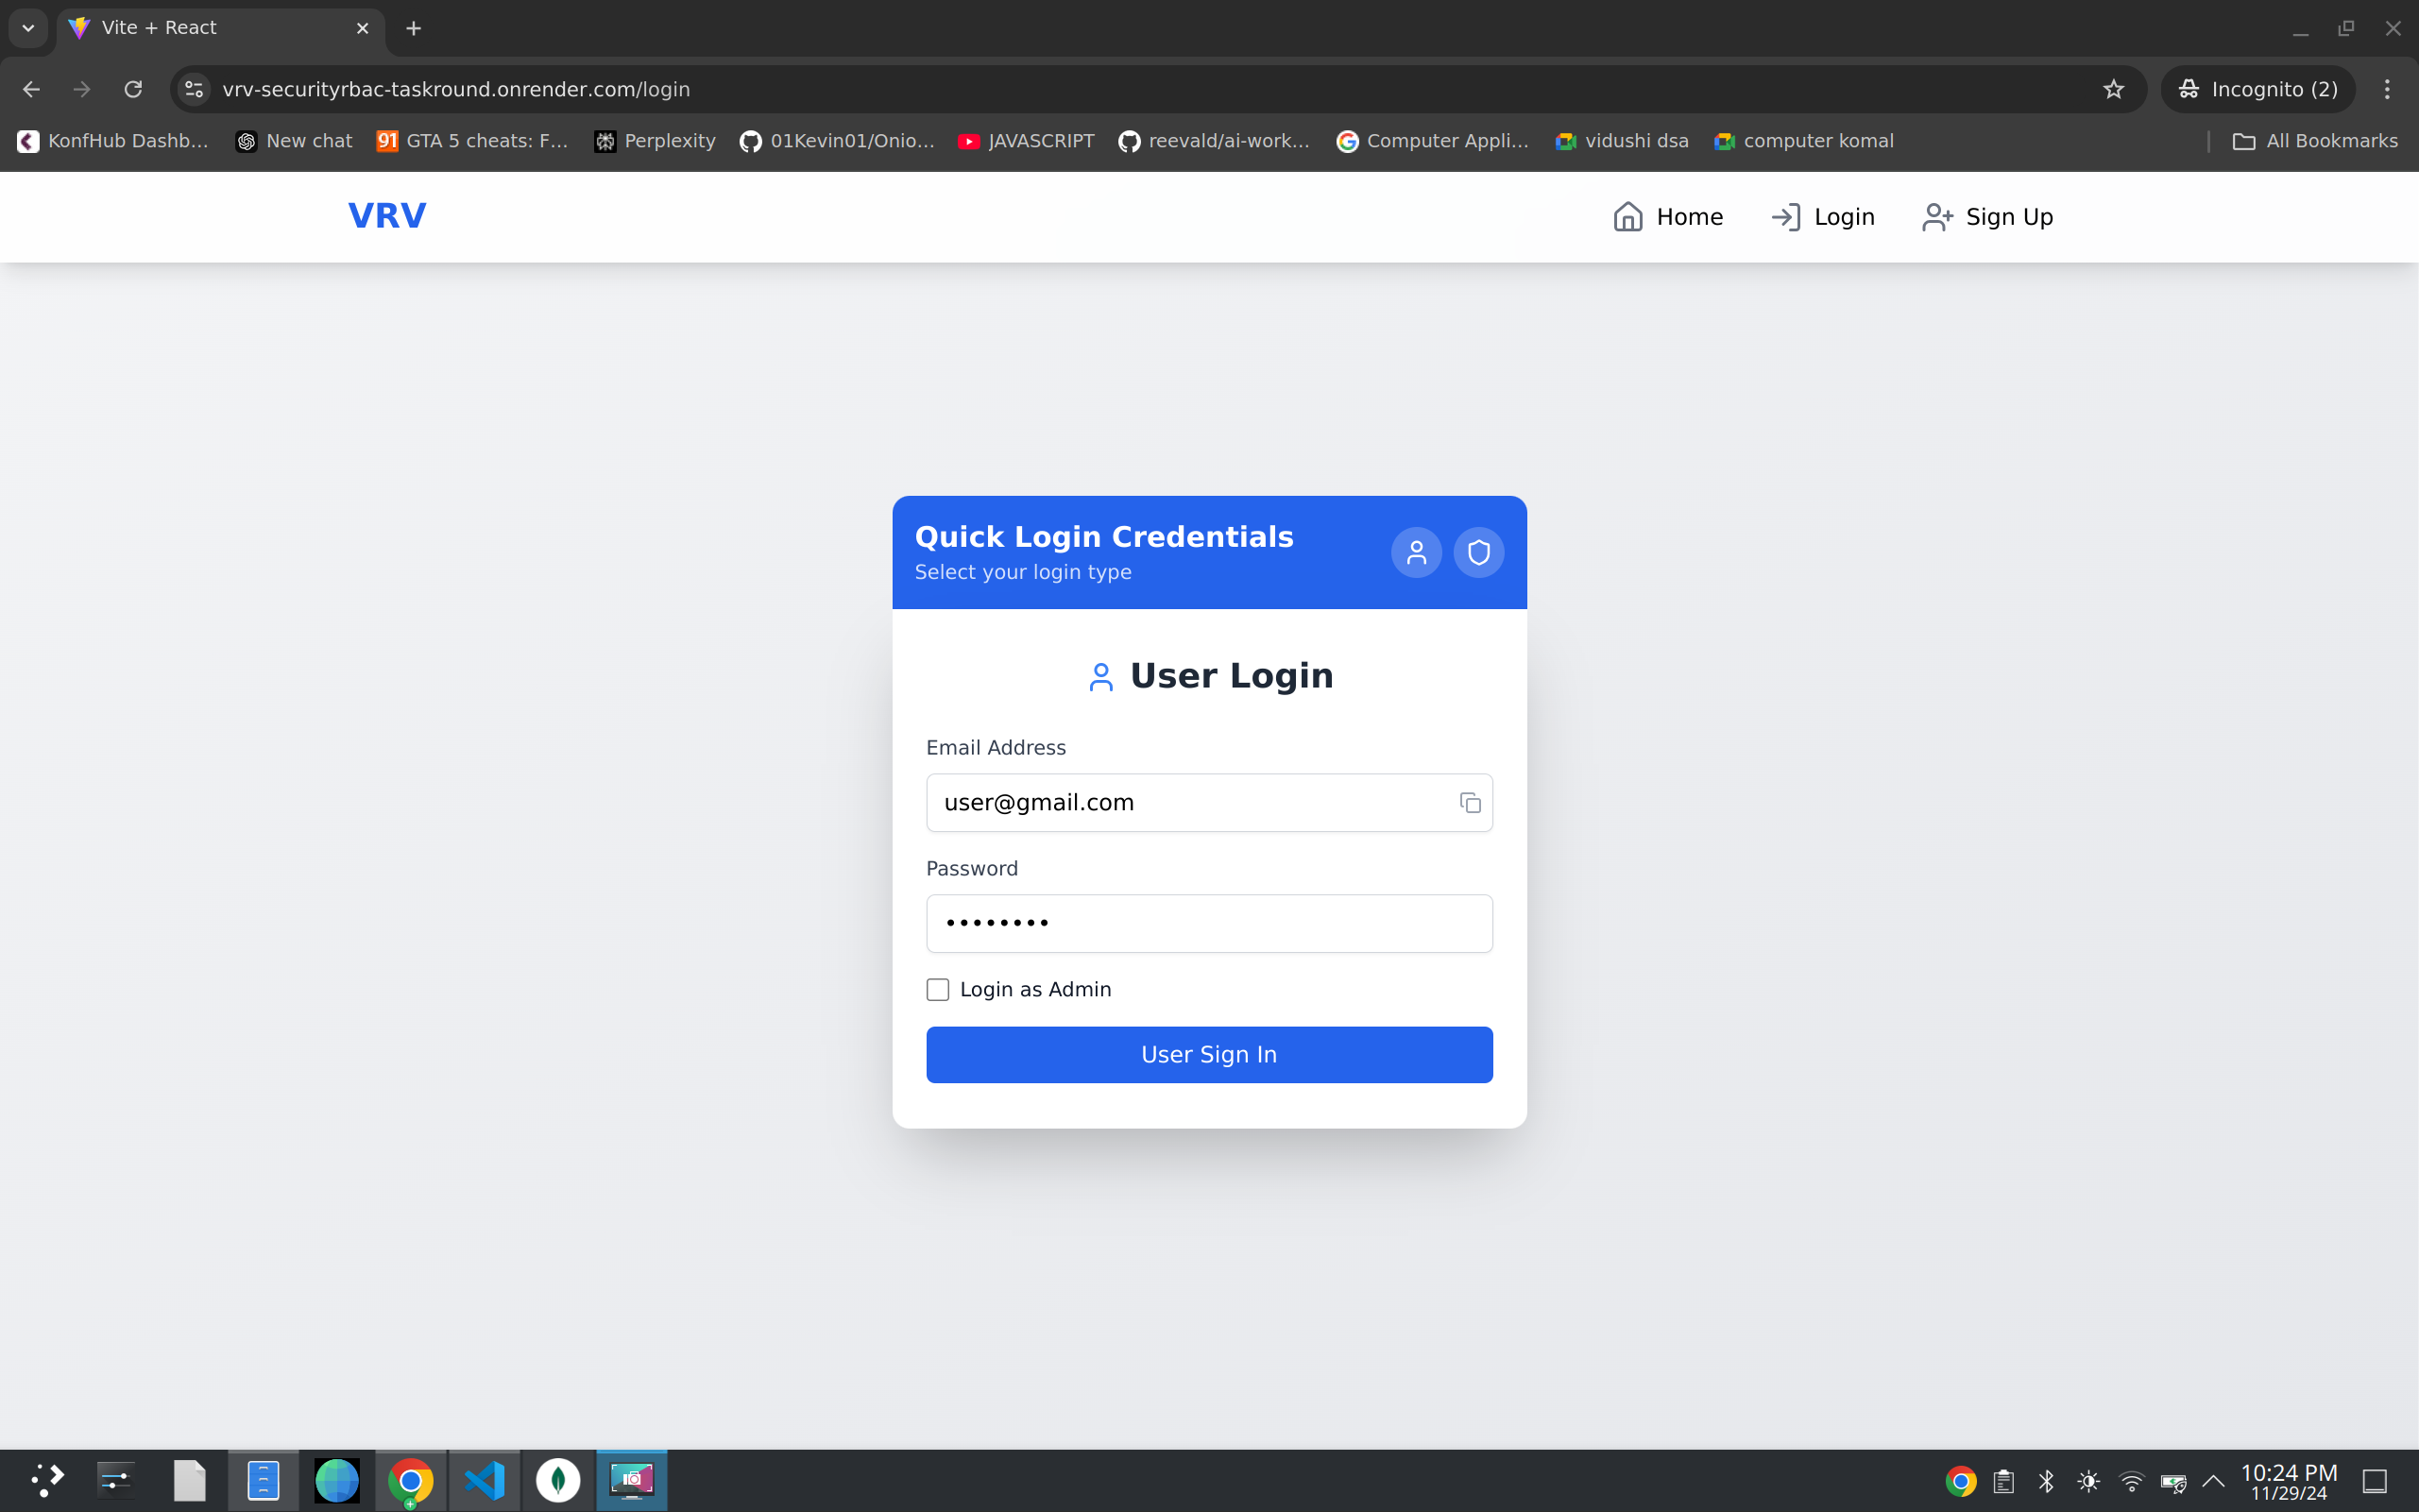 Vite + React
vrv-securityrbac-taskround.onrender.com/login
Incognito (2)
KonfHub Dashb...
New chat
91
GTA 5 cheats: F...
Perplexity
01Kevin01/Onio...
JAVASCRIPT
reevald/ai-work...
Computer Appli...
vidushi dsa
computer komal
All Bookmarks
VRV
Home
Login
Sign Up
Quick Login Credentials
Select your login type
User Login
Email Address
user@gmail.com
Password
••••••••
Login as Admin
User Sign In
10:24 PM
11/29/24